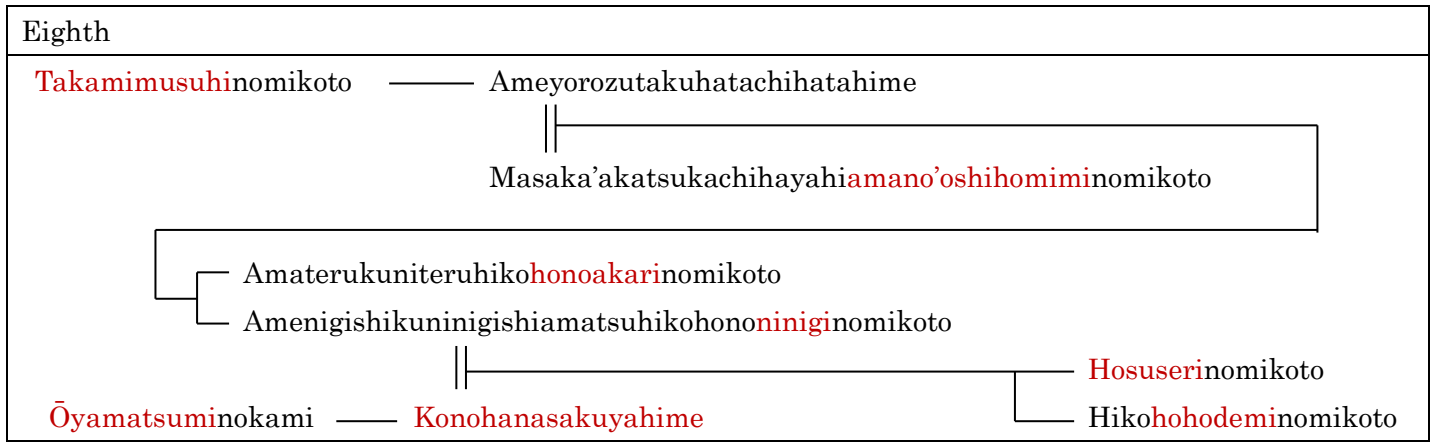 Eighth
Takamimusuhinomikoto Ameyorozutakuhatachihatahime
Masaka’akatsukachihayahiamano’oshihomiminomikoto
Amaterukuniteruhikohonoakarinomikoto
Amenigishikuninigishiamatsuhikohononiniginomikoto
Hosuserinomikoto
Ōyamatsuminokami Konohanasakuyahime Hikohohodeminomikoto